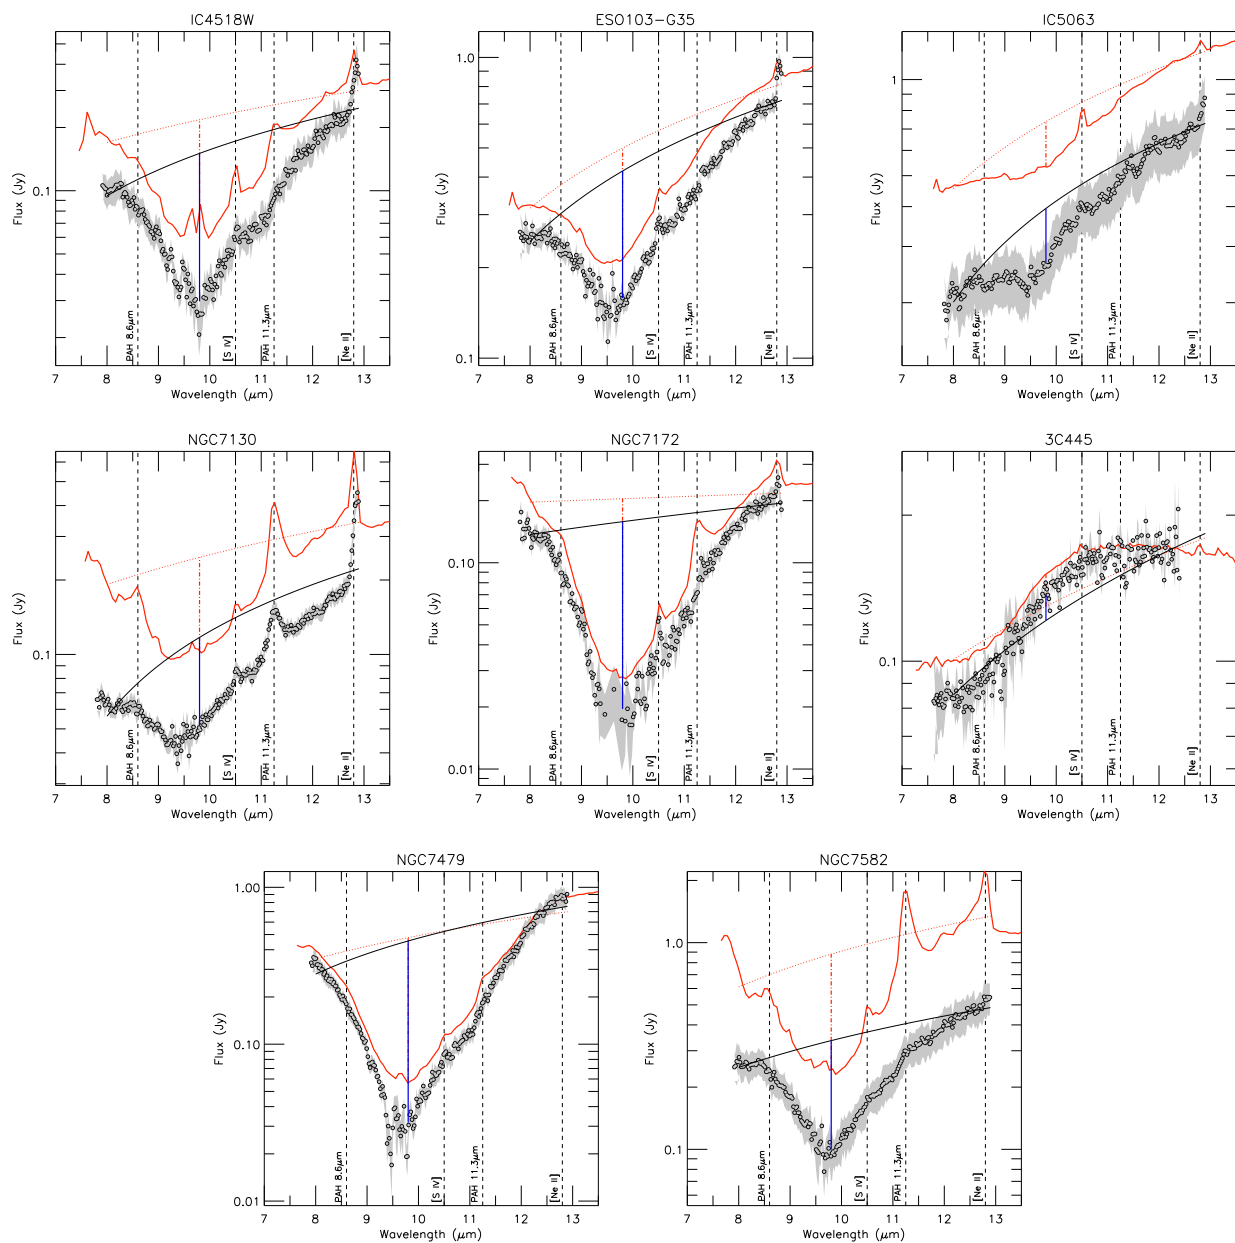 IC4518W
Flux (Jy)
0.1
PAH 8.6μm
[S IV]
PAH 11.3μm
[Ne II]
7 8 9 10 11 12 13
Wavelength (μm)
ESO103-G35
Flux (Jy)
1.0
0.1
PAH 8.6μm
[S IV]
PAH 11.3μm
[Ne II]
7 8 9 10 11 12 13
Wavelength (μm)
IC5063
Flux (Jy)
1
PAH 8.6μm
[S IV]
PAH 11.3μm
[Ne II]
7 8 9 10 11 12 13
Wavelength (μm)
NGC7130
Flux (Jy)
0.1
PAH 8.6μm
[S IV]
PAH 11.3μm
[Ne II]
7 8 9 10 11 12 13
Wavelength (μm)
NGC7172
Flux (Jy)
0.10
0.01
PAH 8.6μm
[S IV]
PAH 11.3μm
[Ne II]
7 8 9 10 11 12 13
Wavelength (μm)
3C445
Flux (Jy)
0.1
PAH 8.6μm
[S IV]
PAH 11.3μm
[Ne II]
7 8 9 10 11 12 13
Wavelength (μm)
NGC7479
Flux (Jy)
1.00
0.10
0.01
PAH 8.6μm
[S IV]
PAH 11.3μm
[Ne II]
7 8 9 10 11 12 13
Wavelength (μm)
NGC7582
Flux (Jy)
1.0
0.1
PAH 8.6μm
[S IV]
PAH 11.3μm
[Ne II]
7 8 9 10 11 12 13
Wavelength (μm)